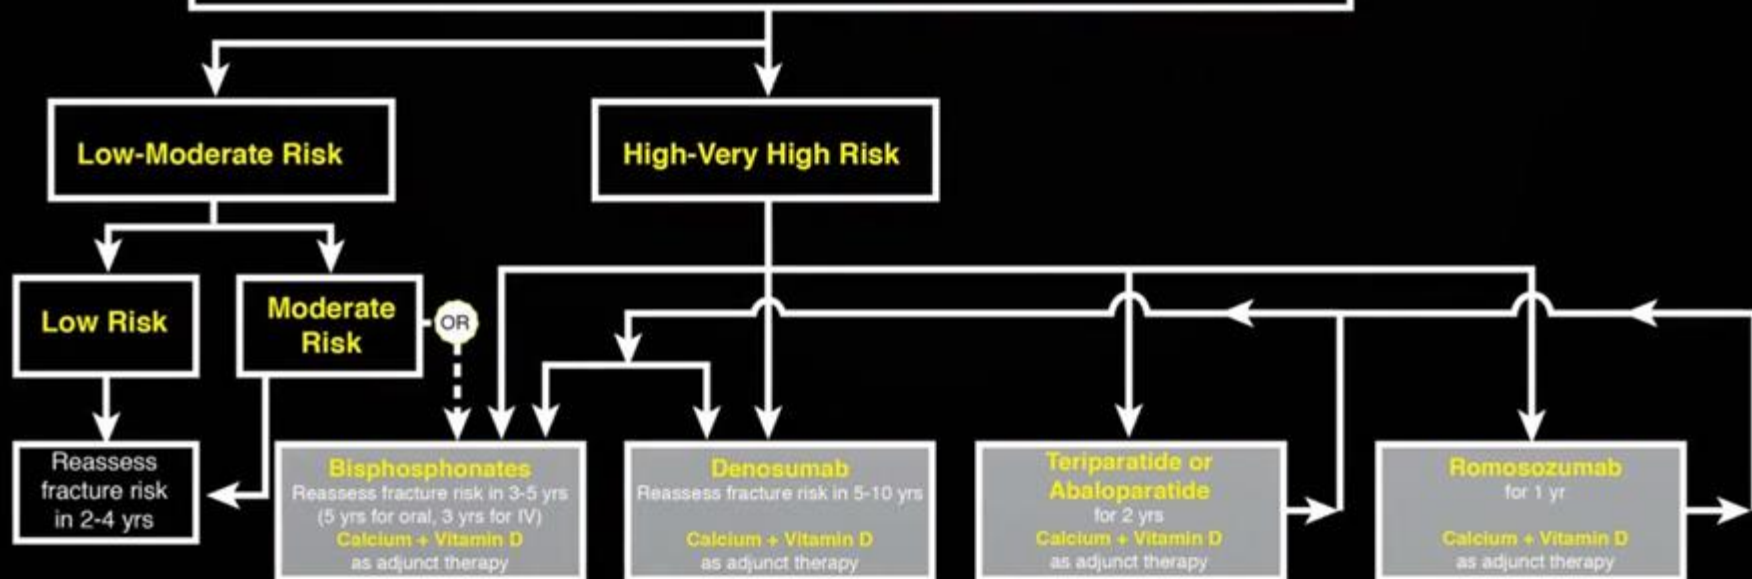 Low-Moderate Risk
High-Very High Risk
Low Risk
Moderate
Risk
OR
Reassess
fracture risk
in 2-4 yrs
Bisphosphonates
Reassess fracture risk in 3-5 yrs
(5 yrs for oral, 3 yrs for IV)
Calcium + Vitamin D
as adjunct therapy
Denosumab
Reassess fracture risk in 5-10 yrs
Calcium + Vitamin D
as adjunct therapy
Teriparatide or
Abaloparatide
for 2 yrs
Calcium + Vitamin D
as adjunct therapy
Romosozumab
for 1 yr
Calcium + Vitamin D
as adjunct therapy